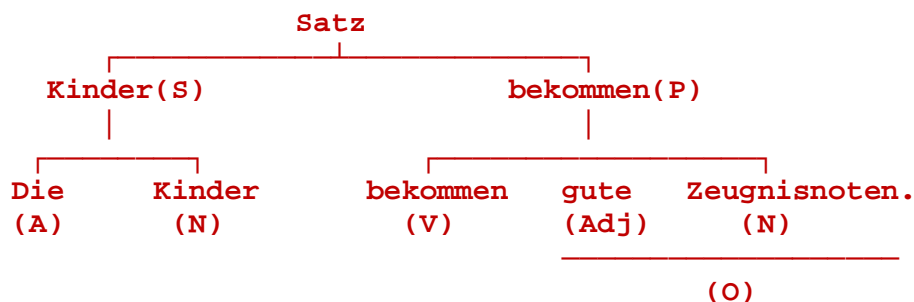 Satz
Kinder(S) bekommen(P)
Die Kinder bekommen gute Zeugnisnoten.
(A) (N) (V) (Adj) (N)
(O)